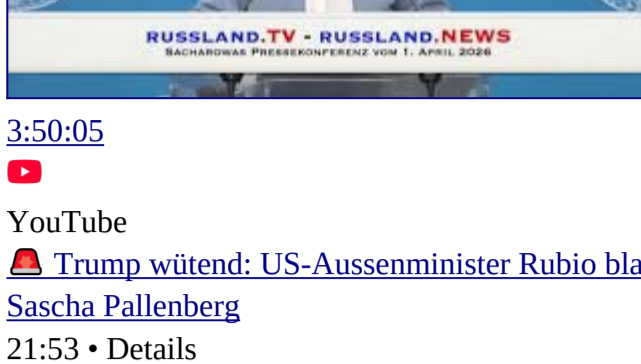 RUSSLAND.TV - RUSSLAND.NEWS
SACHAROWAS PRESSEKONFERENZ VOM 1. APRIL 2026
3:50:05
YouTube
🚨 Trump wütend: US-Aussenminister Rubio bla
Sascha Pallenberg
21:53 • Details